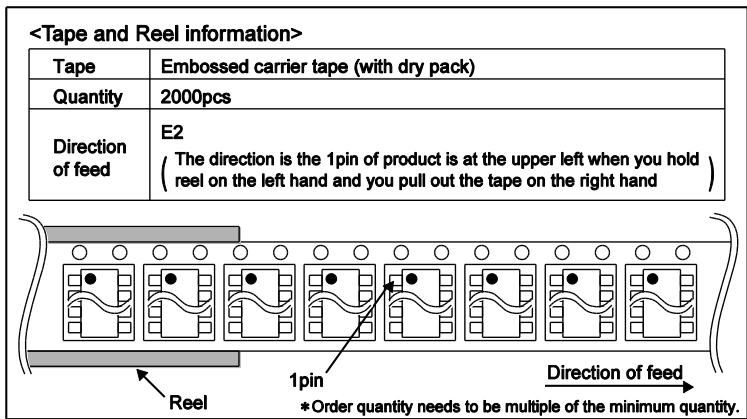 <Tape and Reel information>
Tape Embossed carrier tape (with dry pack)
Quantity 2000pcs
Direction of feed E2
( The direction is the 1pin of product is at the upper left when you hold
reel on the left hand and you pull out the tape on the right hand )
1pin
Direction of feed
Reel
*Order quantity needs to be multiple of the minimum quantity.